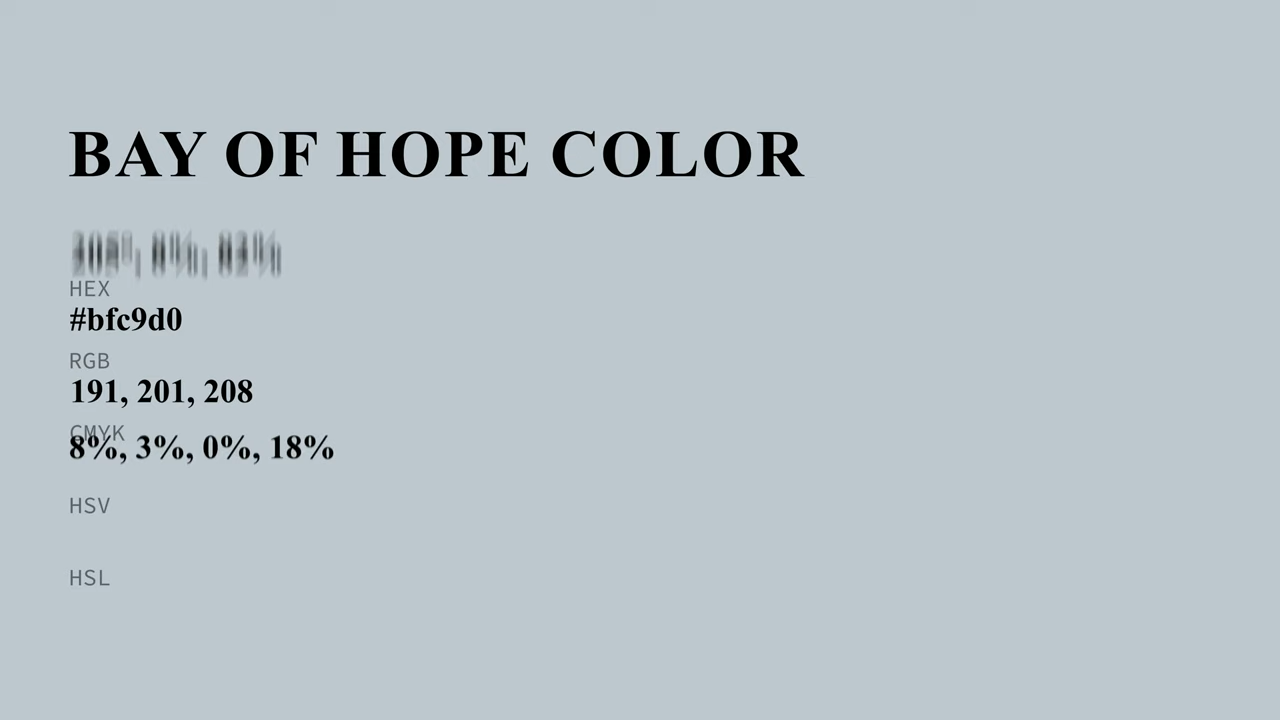 BAY OF HOPE COLOR
HEX
#bfc9d0
RGB
191, 201, 208
CMYK
8%, 3%, 0%, 18%
HSV
HSL